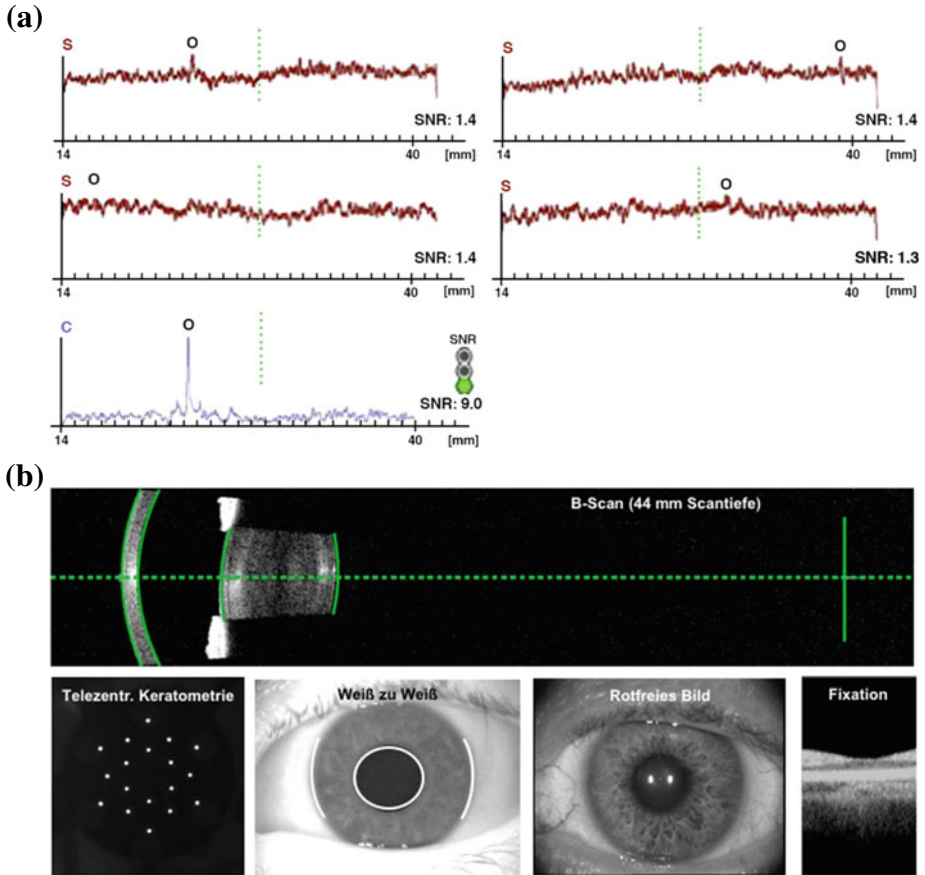 (a)
S O
SNR: 1.4
14 40 [mm]
S O
SNR: 1.4
14 40 [mm]
S O
SNR: 1.4
14 40 [mm]
S O
SNR: 1.3
14 40 [mm]
C O
SNR
SNR: 9.0
14 40 [mm]
(b)
B-Scan (44 mm Scantiefe)
Telezentr. Keratometrie
Weiß zu Weiß
Rotfreies Bild
Fixation